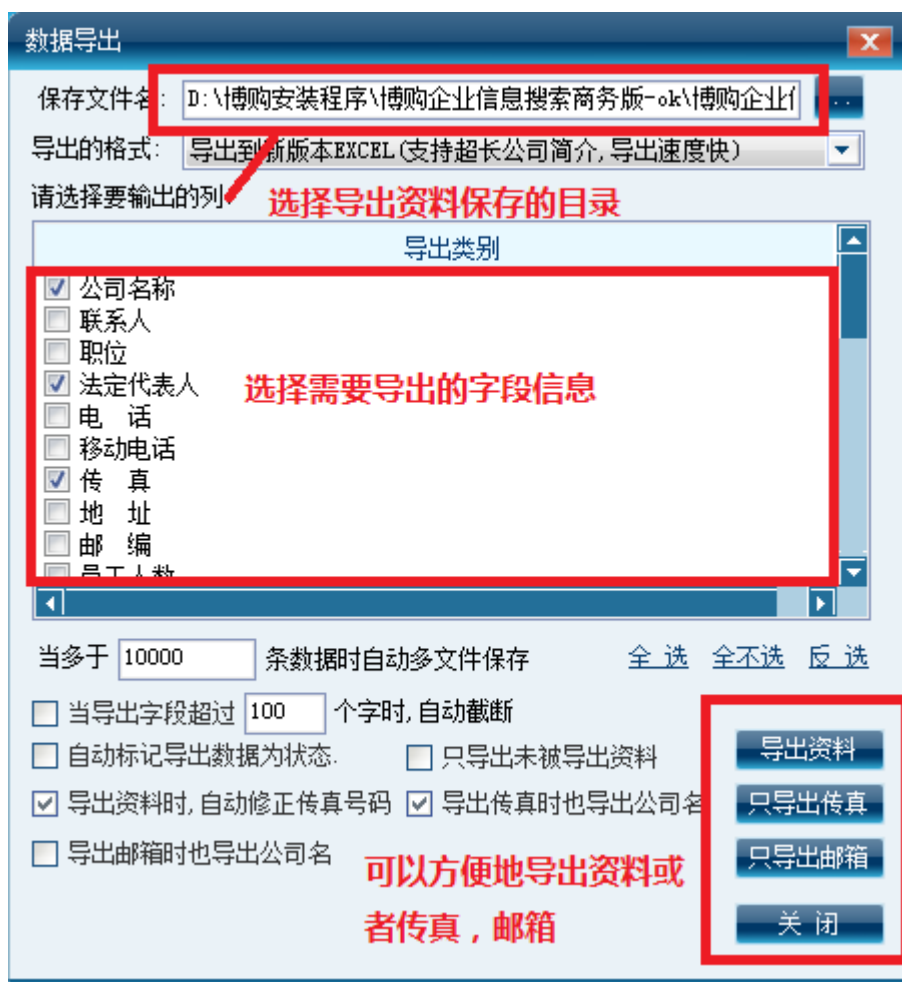 数据导出
保存文件名: D:\博购安装程序\博购企业信息搜索商务版-ok\博购企业
导出的格式: 导出到新版本EXCEL(支持超长公司简介,导出速度快)
请选择要输出的列
选择导出资料保存的目录
导出类别
公司名称
联系人
职位
法定代表人
选择需要导出的字段信息
电 话
移动电话
传 真
地 址
邮 编
员工人数
当多于 10000 条数据时自动多文件保存 全 选 全不选 反 选
当导出字段超过 100 个字时,自动截断
自动标记导出数据为状态. 只导出未被导出资料
导出资料
导出资料时,自动修正传真号码 导出传真时也导出公司名
只导出传真
导出邮箱时也导出公司名
只导出邮箱
可以方便地导出资料或
者传真，邮箱
关 闭